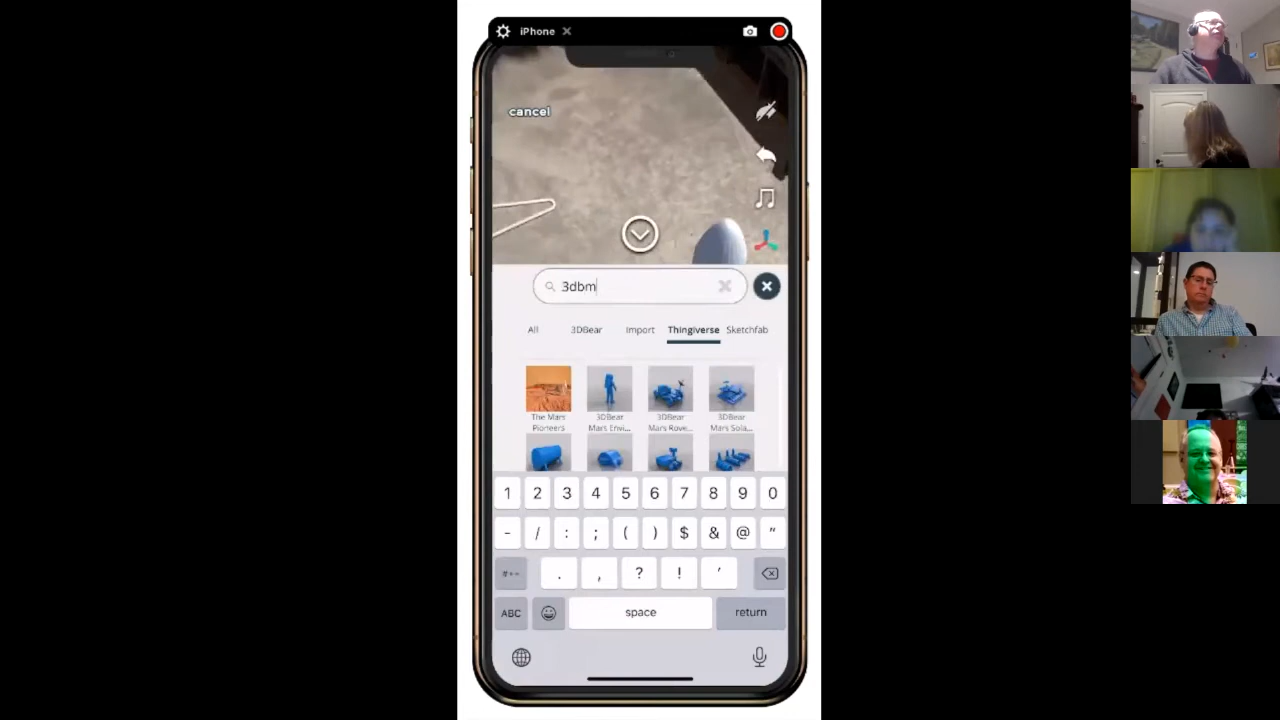 iPhone
cancel
3dbm
All 3DBear Import Thingiverse Sketchfab
The Mars Pioneers
3DBear Mars Envi...
3DBear Mars Rove...
3DBear Mars Sola...
1 2 3 4 5 6 7 8 9 0
- / : ; ( ) $ & @ "
#+= . , ? ! '
ABC space return